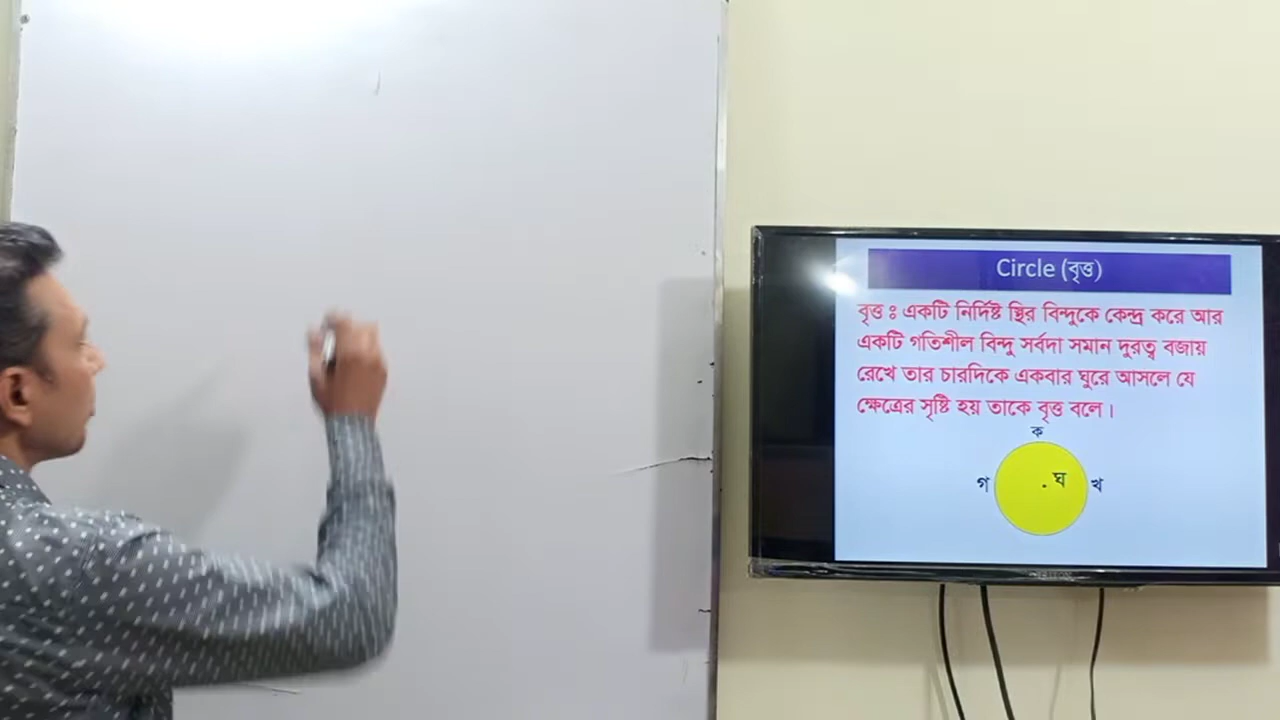 Circle (বৃত্ত)
বৃত্ত ঃ একটি নির্দিষ্ট স্থির বিন্দুকে কেন্দ্র করে আর
একটি গতিশীল বিন্দু সর্বদা সমান দুরত্ব বজায়
রেখে তার চারদিকে একবার ঘুরে আসলে যে
ক্ষেত্রের সৃষ্টি হয় তাকে বৃত্ত বলে।
ক
গ ঘ খ